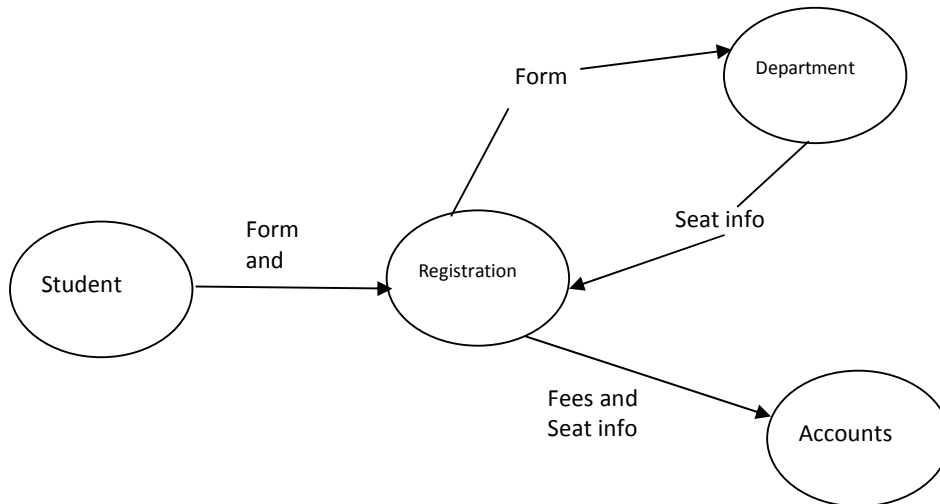 Form
Department
Seat info
Form
and
Student
Registration
Fees and
Seat info
Accounts